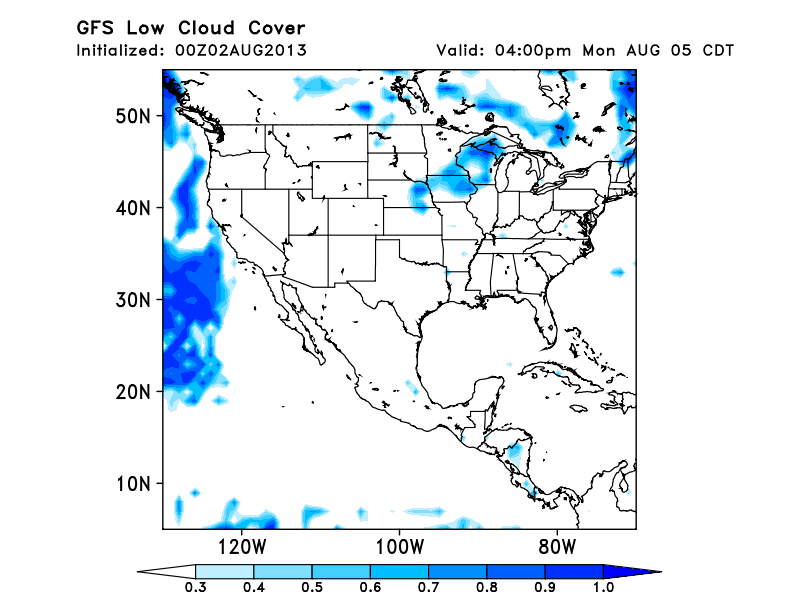 GFS Low Cloud Cover
Initialized: 00Z02AUG2013 Valid: 04:00pm Mon AUG 05 CDT
50N
40N
30N
20N
10N
120W 100W 80W
0.3 0.4 0.5 0.6 0.7 0.8 0.9 1.0